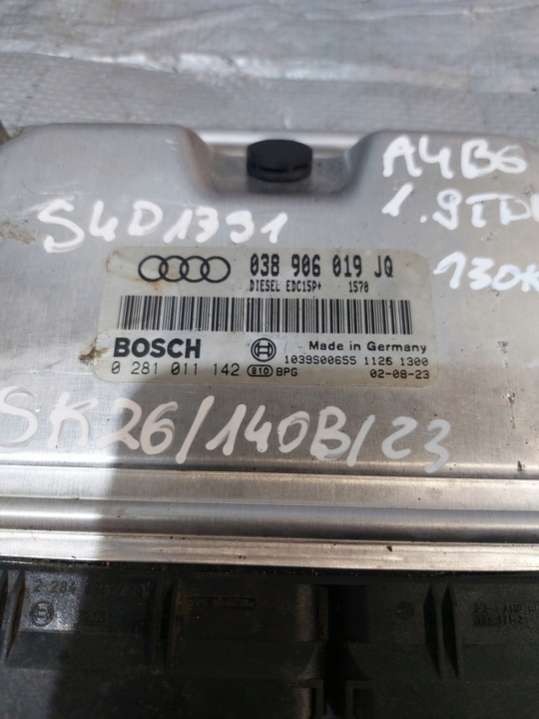 A4B6
1.9TDI
130K
S4D1331
038 906 019 JQ
DIESEL EDC15P+ 1570
BOSCH
Made in Germany
1039S00655 1126 1300
0 281 011 142 810 BPG 02-08-23
SK26/140B/23